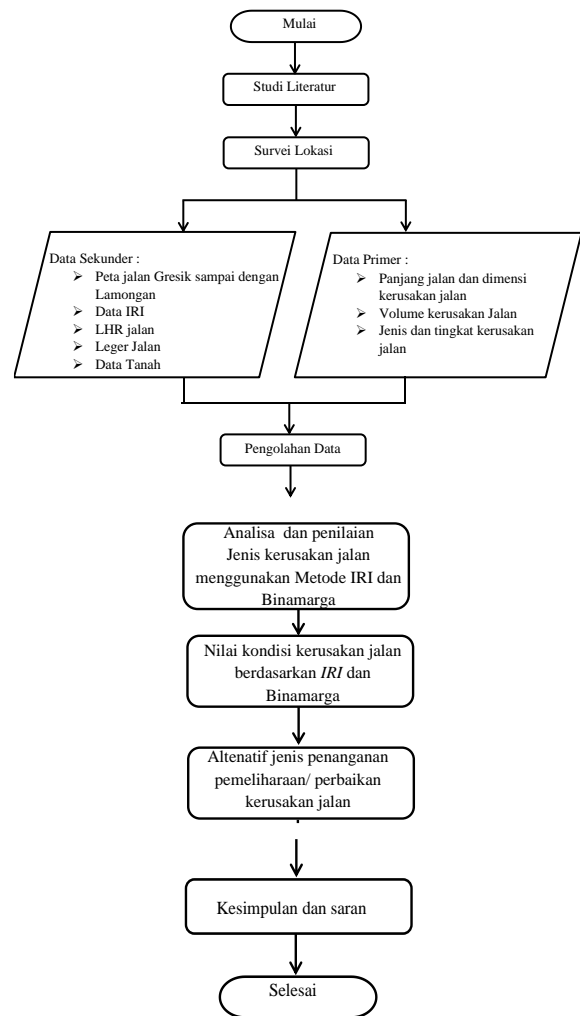 Mulai
Studi Literatur
Survei Lokasi
Data Sekunder :
➢ Peta jalan Gresik sampai dengan
Lamongan
➢ Data IRI
➢ LHR jalan
➢ Leger Jalan
➢ Data Tanah
Data Primer :
➢ Panjang jalan dan dimensi
kerusakan jalan
➢ Volume kerusakan Jalan
➢ Jenis dan tingkat kerusakan
jalan
Pengolahan Data
Analisa dan penilaian
Jenis kerusakan jalan
menggunakan Metode IRI dan
Binamarga
Nilai kondisi kerusakan jalan
berdasarkan IRI dan
Binamarga
Altenatif jenis penanganan
pemeliharaan/ perbaikan
kerusakan jalan
Kesimpulan dan saran
Selesai